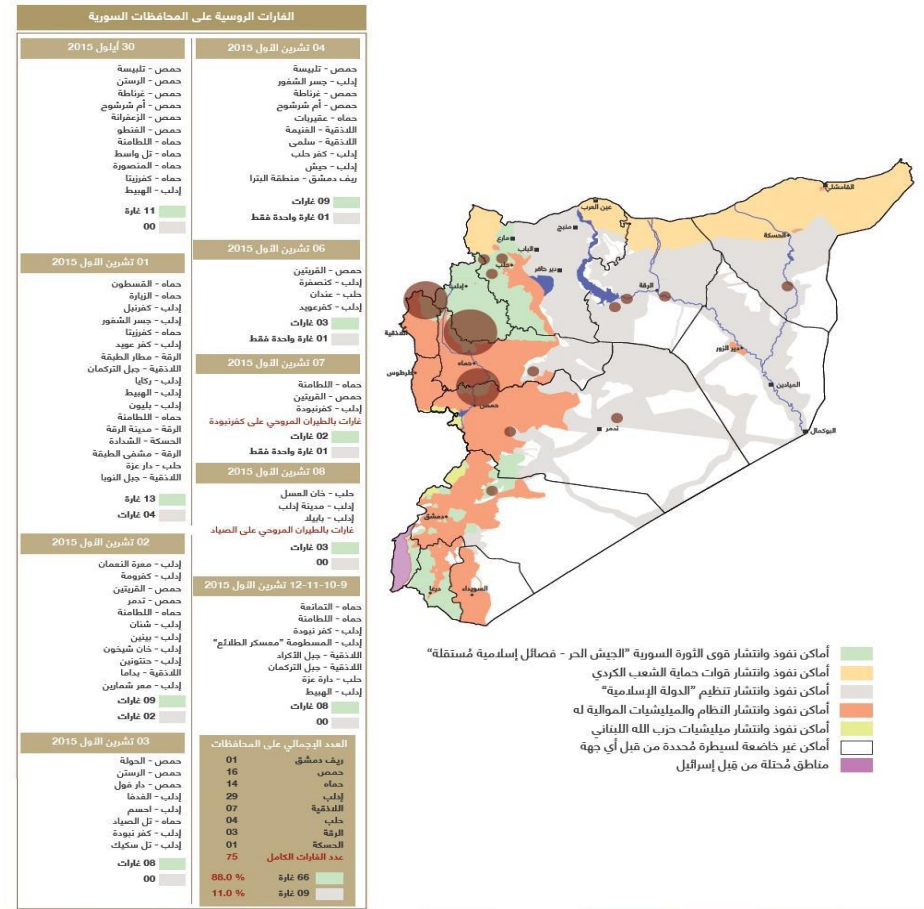 الغارات الروسية على المحافظات السورية
30 أيلول 2015
حمص - تلبيسة
حمص - الرستن
حمص - غرناطة
حمص - أم شرشوح
حمص - الزعفرانة
حمص - الغنطو
حماه - اللطامنة
حماه - تل واسط
حماه - المنصورة
حماه - كفرزيتا
إدلب - الهبيط
11 غارة
00
01 تشرين الأول 2015
حماه - القسطون
حماه - الزيارة
إدلب - كفرنبل
إدلب - جسر الشغور
حماه - كفرزيتا
إدلب - كفر عويد
الرقة - مطار الطبقة
اللاذقية - جبل التركمان
إدلب - ركايا
إدلب - الهبيط
إدلب - بليون
حماه - اللطامنة
الرقة - مدينة الرقة
الحسكة - الشدادة
الرقة - مشفى الطبقة
حلب - دار عزة
اللاذقية - جبل النوبا
13 غارة
04 غارات
02 تشرين الأول 2015
إدلب - معرة النعمان
إدلب - كفرومة
حمص - القريتين
حمص - تدمر
حماه - اللطامنة
إدلب - شنان
إدلب - بينين
إدلب - خان شيخون
إدلب - حنتوتين
اللاذقية - بداما
إدلب - معر شمارين
09 غارات
02 غارات
03 تشرين الأول 2015
حمص - الحولة
حمص - الرستن
حمص - دار فول
إدلب - الغدفا
إدلب - احسم
حماه - تل الصياد
إدلب - كفر نبودة
إدلب - تل سكيك
08 غارات
00
04 تشرين الأول 2015
حمص - تلبيسة
إدلب - جسر الشغور
حمص - غرناطة
حمص - أم شرشوح
حماه - عقيربات
اللاذقية - الغنيمة
اللاذقية - سلمى
إدلب - كفر حلب
إدلب - حيش
ريف دمشق - منطقة البترا
09 غارات
01 غارة واحدة فقط
06 تشرين الأول 2015
حمص - القريتين
إدلب - كنصفرة
حلب - عندان
إدلب - كفرعويد
03 غارات
01 غارة واحدة فقط
07 تشرين الأول 2015
حماه - اللطامنة
حمص - القريتين
إدلب - كفرنبودة
غارات بالطيران المروحي على كفرنبودة
02 غارات
01 غارة واحدة فقط
08 تشرين الأول 2015
حلب - خان العسل
إدلب - مدينة إدلب
إدلب - بابيلا
غارات بالطيران المروحي على الصياد
03 غارات
00
9-10-11-12 تشرين الأول 2015
حماه - التمانعة
حماه - اللطامنة
إدلب - كفر نبودة
إدلب - المسطومة "معسكر الطلائع"
اللاذقية - جبل الأكراد
اللاذقية - جبل التركمان
حلب - دارة عزة
إدلب - الهبيط
08 غارات
00
العدد الإجمالي على المحافظات
ريف دمشق 01
حمص 16
حماه 14
إدلب 29
اللاذقية 07
حلب 04
الرقة 03
الحسكة 01
عدد الغارات الكامل 75
66 غارة 88.0 %
09 غارة 11.0 %
القامشلي
عين العرب
منبج
الحسكة
مارع
الباب
حلب
دير حافر
إدلب
الرقة
اللاذقية
دير الزور
حماه
طرطوس
الميادين
حمص
تدمر
البوكمال
دمشق
درعا
السويداء
أماكن نفوذ وانتشار قوى الثورة السورية "الجيش الحر - فصائل إسلامية مُستقلة"
أماكن نفوذ وانتشار قوات حماية الشعب الكردي
أماكن نفوذ وانتشار تنظيم "الدولة الإسلامية"
أماكن نفوذ وانتشار النظام والميليشيات الموالية له
أماكن نفوذ وانتشار ميليشيات حزب الله اللبناني
أماكن غير خاضعة لسيطرة مُحددة من قبل أي جهة
مناطق مُحتلة من قِبل إسرائيل